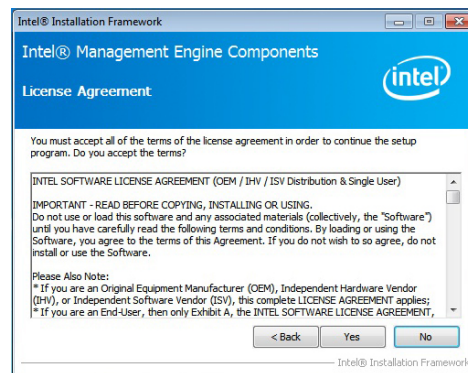 Intel® Installation Framework
Intel® Management Engine Components
License Agreement
intel
You must accept all of the terms of the license agreement in order to continue the setup
program. Do you accept the terms?
INTEL SOFTWARE LICENSE AGREEMENT (OEM / IHV / ISV Distribution & Single User)
IMPORTANT - READ BEFORE COPYING, INSTALLING OR USING.
Do not use or load this software and any associated materials (collectively, the "Software")
until you have carefully read the following terms and conditions. By loading or using the
Software, you agree to the terms of this Agreement. If you do not wish to so agree, do not
install or use the Software.
Please Also Note:
* If you are an Original Equipment Manufacturer (OEM), Independent Hardware Vendor
(IHV), or Independent Software Vendor (ISV), this complete LICENSE AGREEMENT applies;
* If you are an End-User, then only Exhibit A, the INTEL SOFTWARE LICENSE AGREEMENT,
< Back Yes No
Intel® Installation Framework